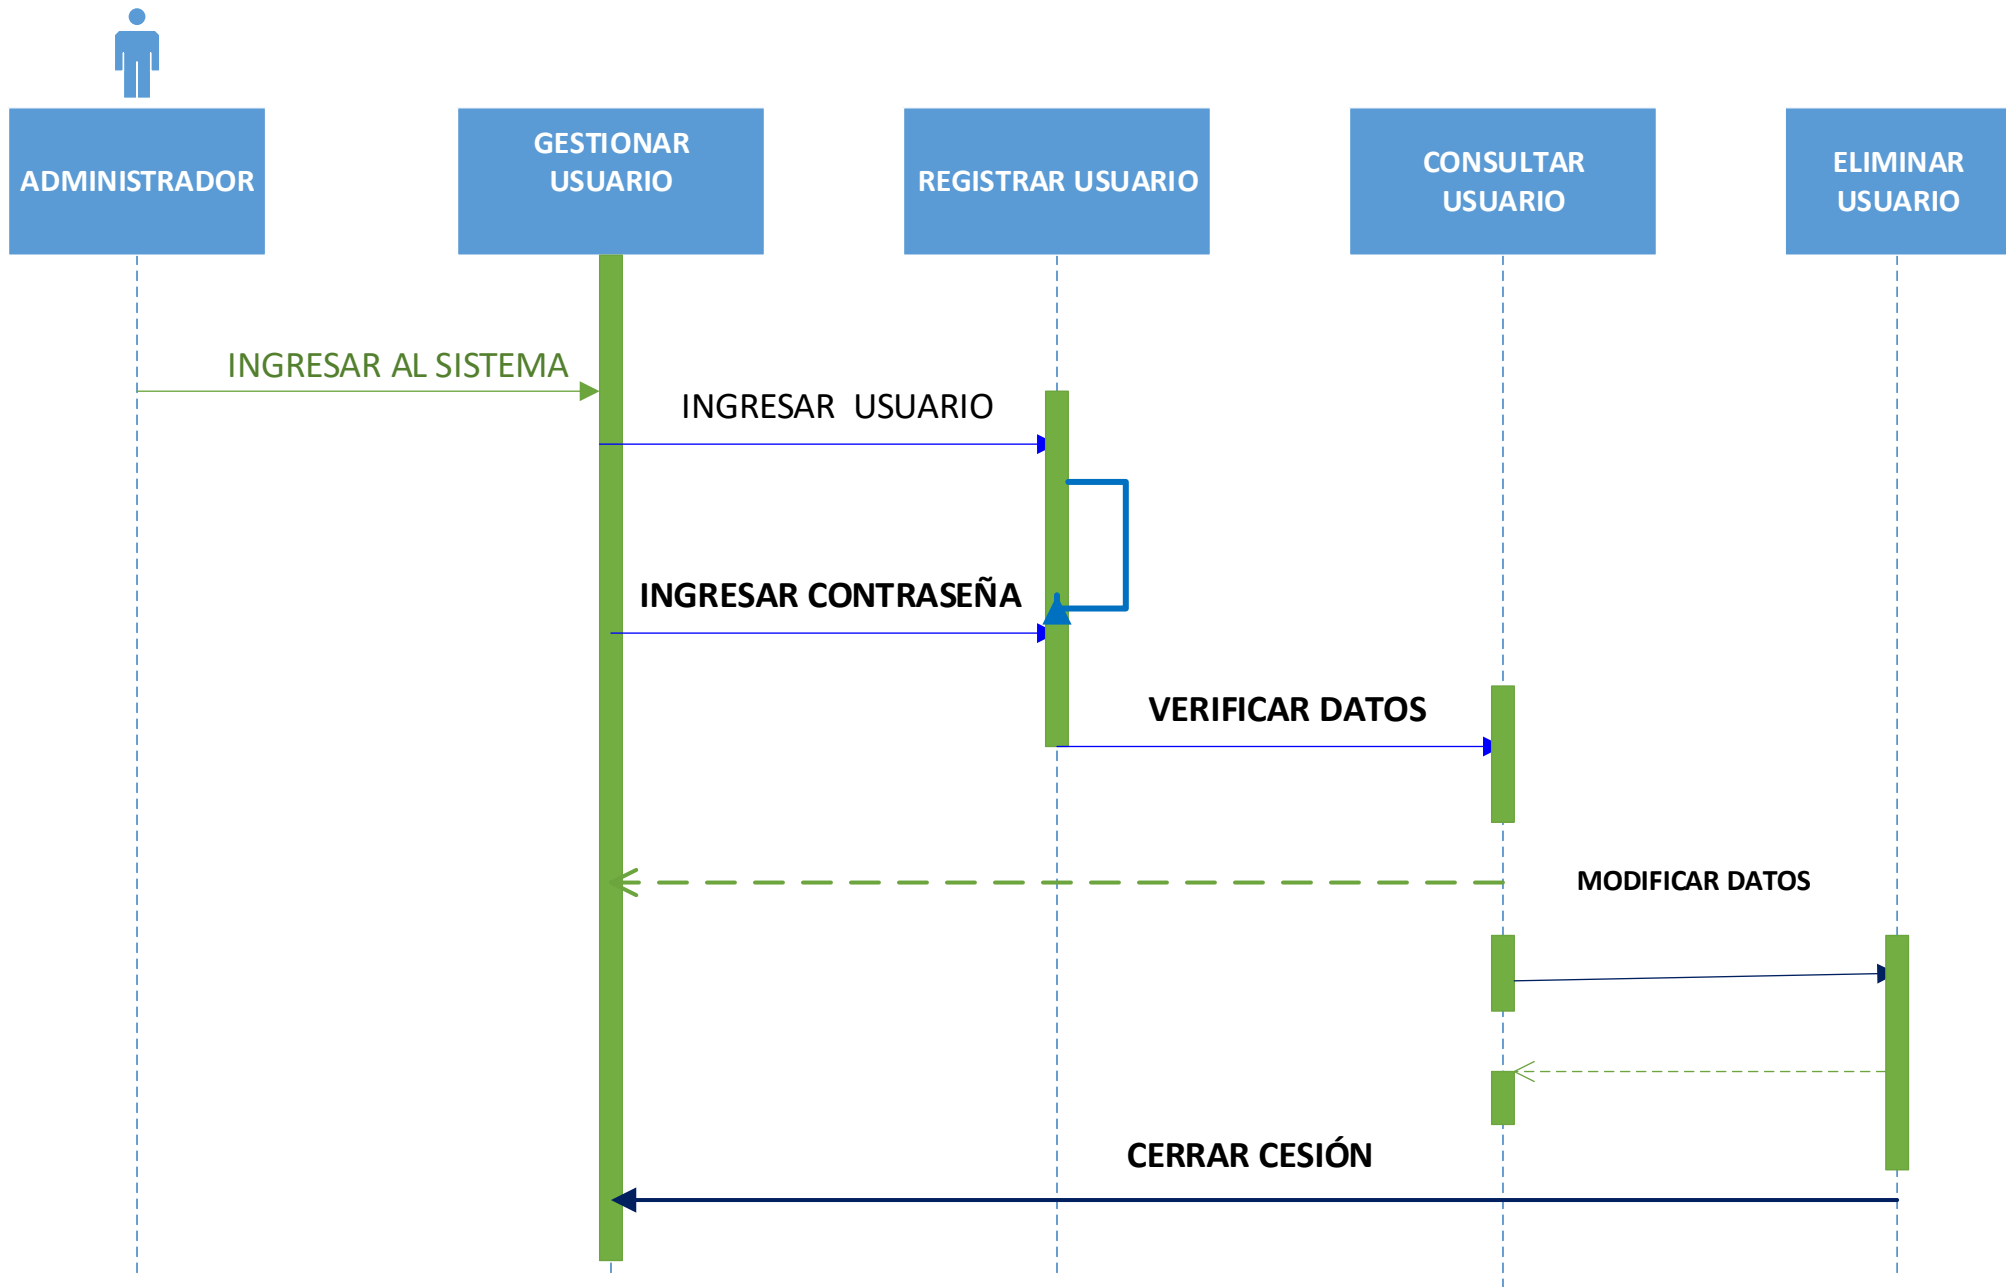 ADMINISTRADOR
GESTIONAR
USUARIO
REGISTRAR USUARIO
CONSULTAR
USUARIO
ELIMINAR
USUARIO
INGRESAR AL SISTEMA
INGRESAR  USUARIO
INGRESAR CONTRASEÑA
VERIFICAR DATOS
MODIFICAR DATOS
CERRAR CESIÓN